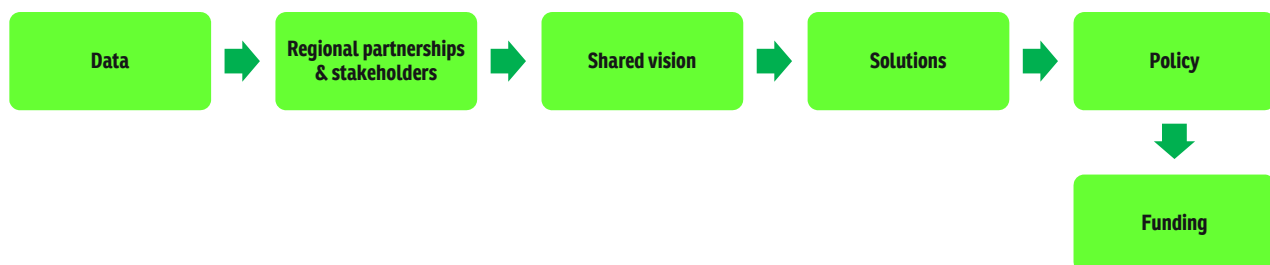 Data
Regional partnerships
& stakeholders
Shared vision
Solutions
Policy
Funding